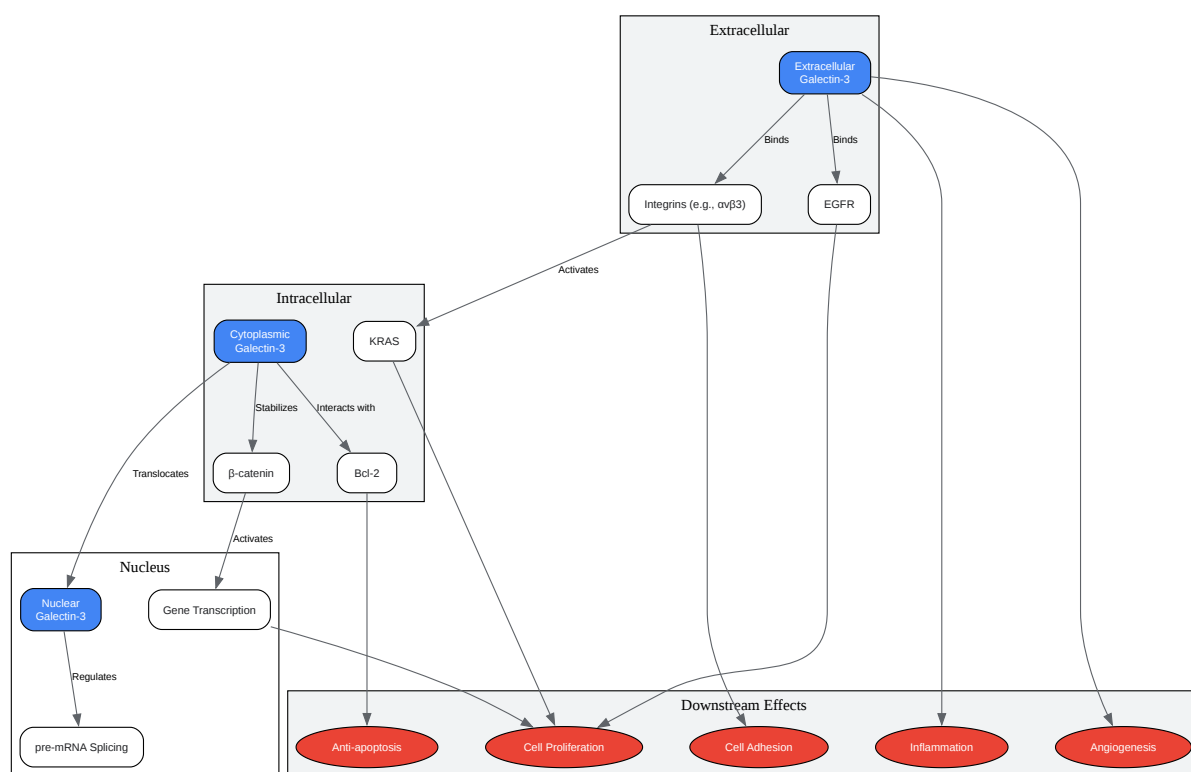 Extracellular
Extracellular
Galectin-3
Binds
Binds
Integrins (e.g., αvβ3)
EGFR
Activates
Intracellular
Cytoplasmic
Galectin-3
KRAS
Stabilizes
Interacts with
β-catenin
Bcl-2
Translocates
Activates
Nucleus
Nuclear
Galectin-3
Gene Transcription
Regulates
pre-mRNA Splicing
Downstream Effects
Anti-apoptosis
Cell Proliferation
Cell Adhesion
Inflammation
Angiogenesis